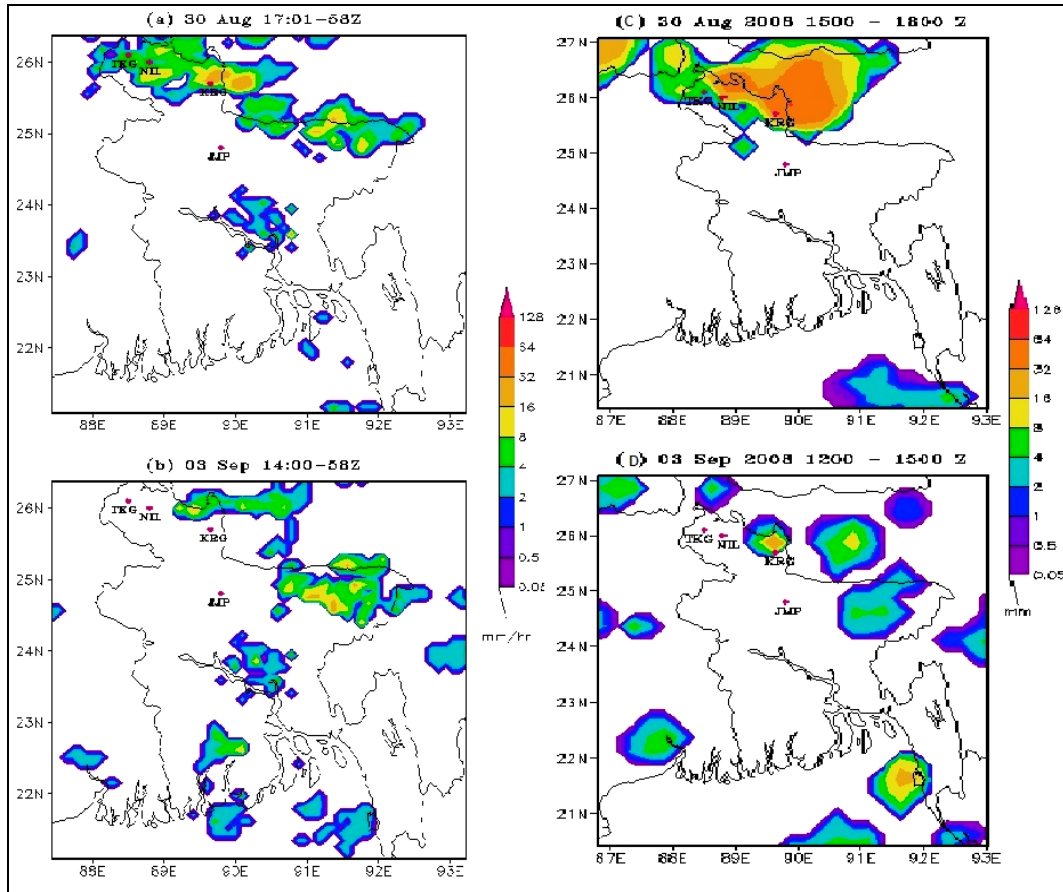 (a) 30 Aug 17:01-58Z
26N
25N
24N
23N
22N
TKG
NIL
KRG
JMP
88E 89E 90E 91E 92E
128
64
32
16
8
4
2
1
0.5
0.05
mm/hr
(C) 30 Aug 2008 1500 - 1800 Z
27N
26N
25N
24N
23N
22N
21N
TKG
NIL
KRG
JMP
87E 88E 89E 90E 91E 92E 93E
128
64
32
16
8
4
2
1
0.5
0.05
mm
(b) 03 Sep 14:00-58Z
26N
25N
24N
23N
22N
TKG
NIL
KRG
JMP
88E 89E 90E 91E 92E
(D) 03 Sep 2008 1200 - 1500 Z
27N
26N
25N
24N
23N
22N
21N
TKG
NIL
KRG
JMP
87E 88E 89E 90E 91E 92E 93E